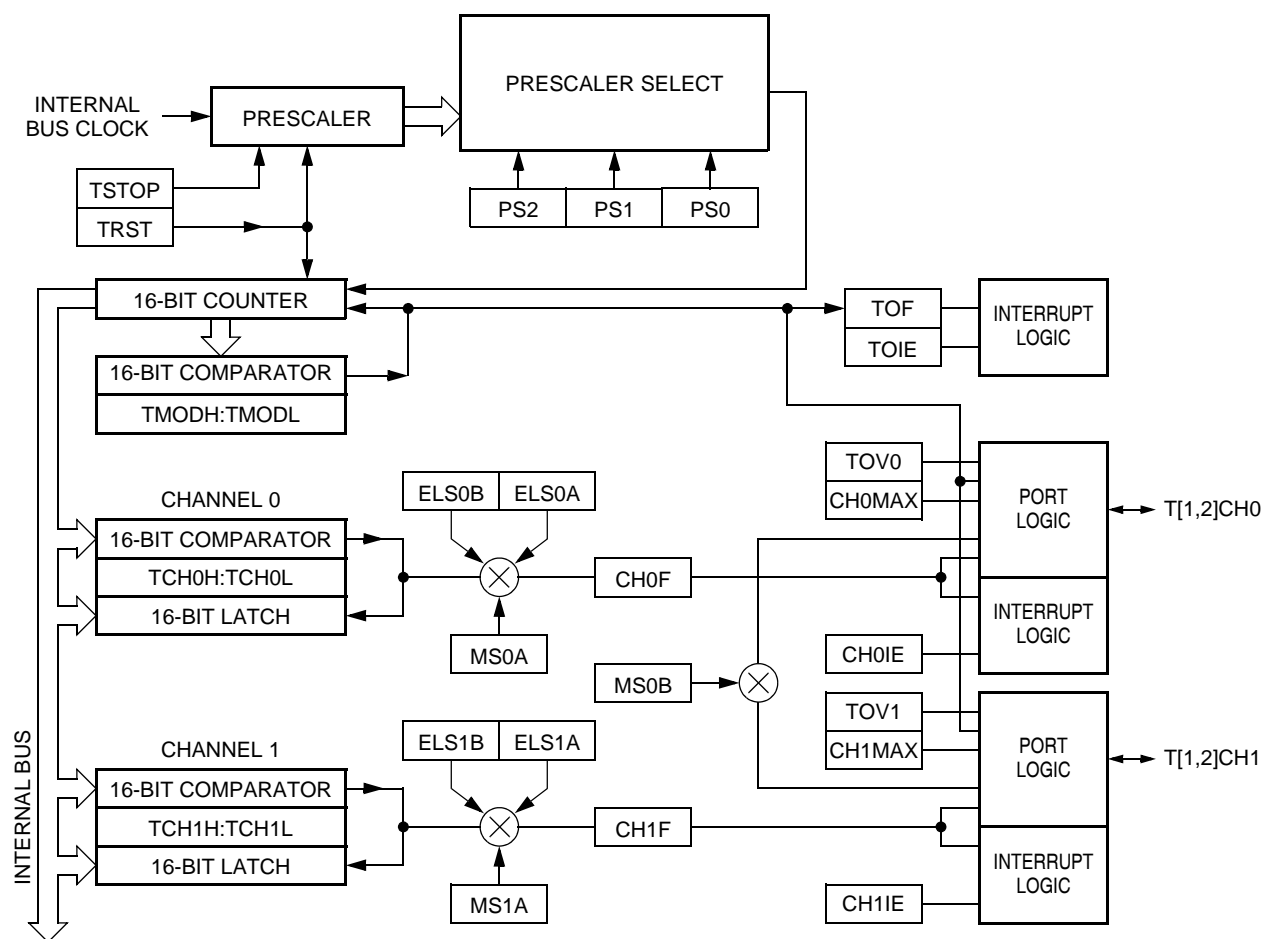 PRESCALER SELECT
INTERNAL
BUS CLOCK
PRESCALER
TSTOP
TRST
PS2
PS1
PS0
16-BIT COUNTER
TOF
TOIE
INTERRUPT
LOGIC
16-BIT COMPARATOR
TMODH:TMODL
TOV0
CH0MAX
PORT
LOGIC
T[1,2]CH0
CHANNEL 0
ELS0B
ELS0A
16-BIT COMPARATOR
TCH0H:TCH0L
16-BIT LATCH
CH0F
MS0A
INTERRUPT
LOGIC
CH0IE
MS0B
TOV1
CH1MAX
PORT
LOGIC
T[1,2]CH1
CHANNEL 1
ELS1B
ELS1A
16-BIT COMPARATOR
TCH1H:TCH1L
16-BIT LATCH
CH1F
MS1A
INTERRUPT
LOGIC
CH1IE
INTERNAL BUS